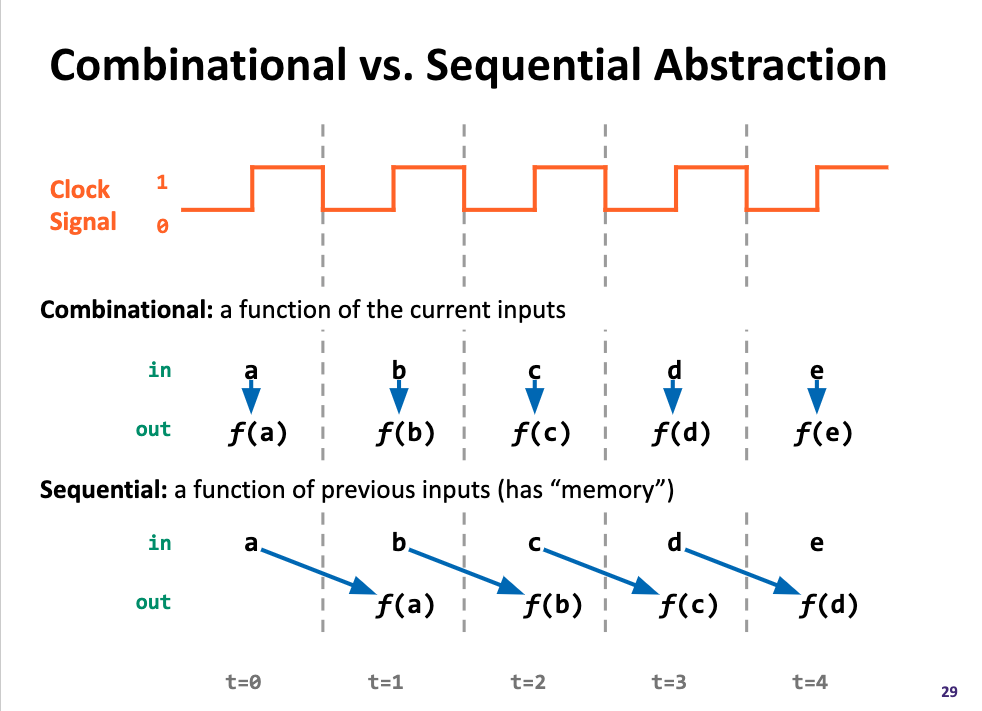 Combinational vs. Sequential Abstraction
Clock
Signal
1
0
Combinational: a function of the current inputs
in a b c d e
out f(a) f(b) f(c) f(d) f(e)
Sequential: a function of previous inputs (has “memory”)
in a b c d e
out f(a) f(b) f(c) f(d)
t=0 t=1 t=2 t=3 t=4
29